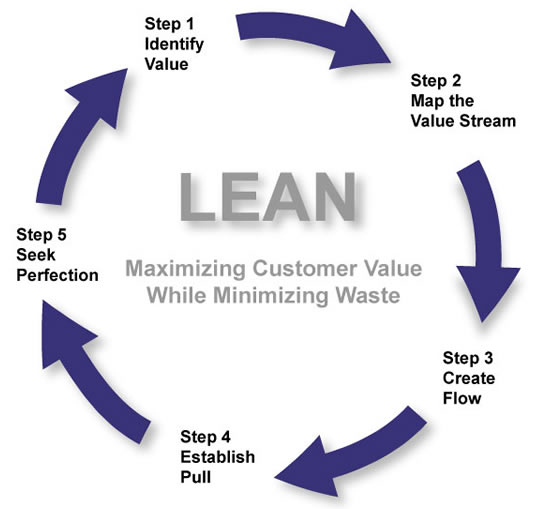 Step 1
Identify
Value
Step 2
Map the
Value Stream
LEAN
Maximizing Customer Value
While Minimizing Waste
Step 3
Create
Flow
Step 4
Establish
Pull
Step 5
Seek
Perfection